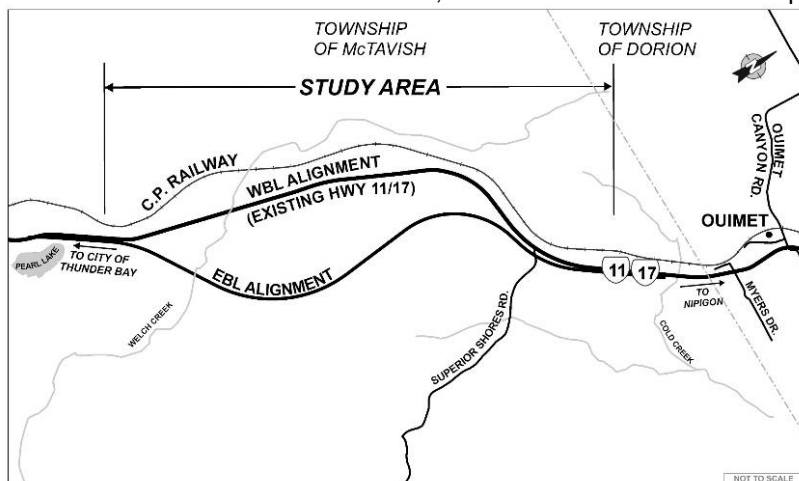 TOWNSHIP
OF McTAVISH
TOWNSHIP
OF DORION
STUDY AREA
N
OUIMET
CANYON RD.
C.P. RAILWAY
WBL ALIGNMENT
(EXISTING HWY 11/17)
OUIMET
PEARL LAKE
TO CITY OF
THUNDER BAY
EBL ALIGNMENT
11
17
TO
NIPIGON
MYERS DR.
WELCH CREEK
SUPERIOR SHORES RD.
COLD CREEK
NOT TO SCALE